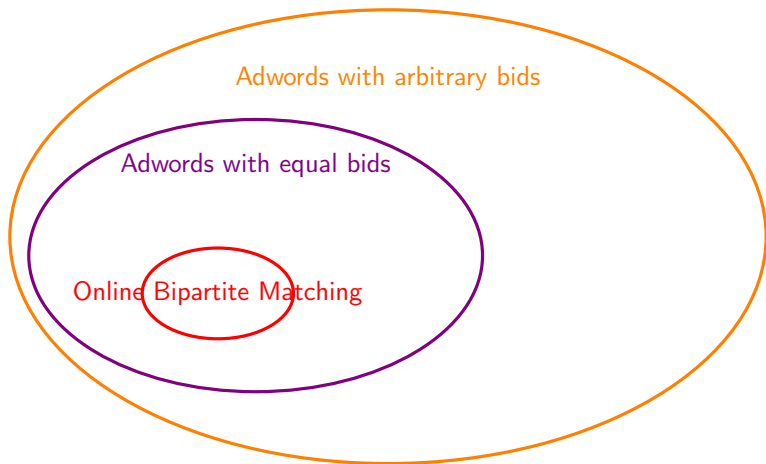 Adwords with arbitrary bids
Adwords with equal bids
Online Bipartite Matching